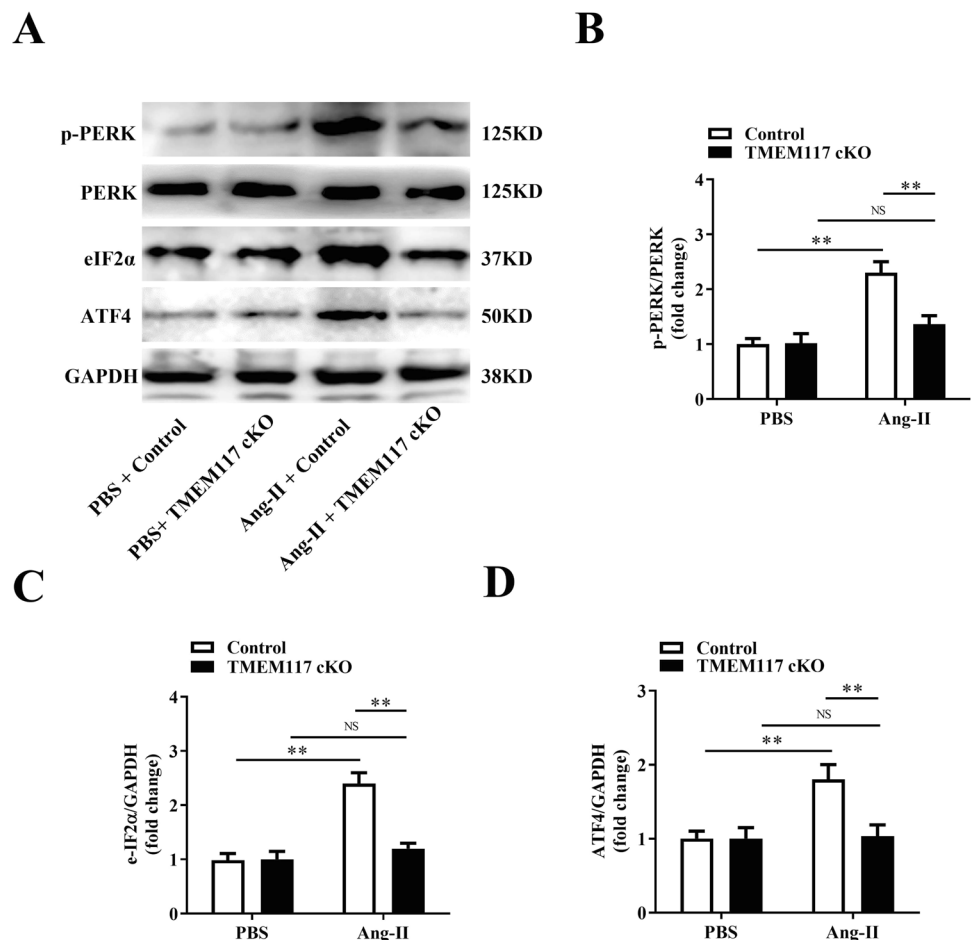 A
p-PERK 125KD
PERK 125KD
eIF2α 37KD
ATF4 50KD
GAPDH 38KD
PBS + Control
PBS+ TMEM117 cKO
Ang-II + Control
Ang-II + TMEM117 cKO
B
Control
TMEM117 cKO
p-PERK/PERK
(fold change)
4
3
2
1
0
**
NS
**
PBS Ang-II
C
Control
TMEM117 cKO
e-IF2α/GAPDH
(fold change)
4
3
2
1
0
**
NS
**
PBS Ang-II
D
Control
TMEM117 cKO
ATF4/GAPDH
(fold change)
3
2
1
0
**
NS
**
PBS Ang-II